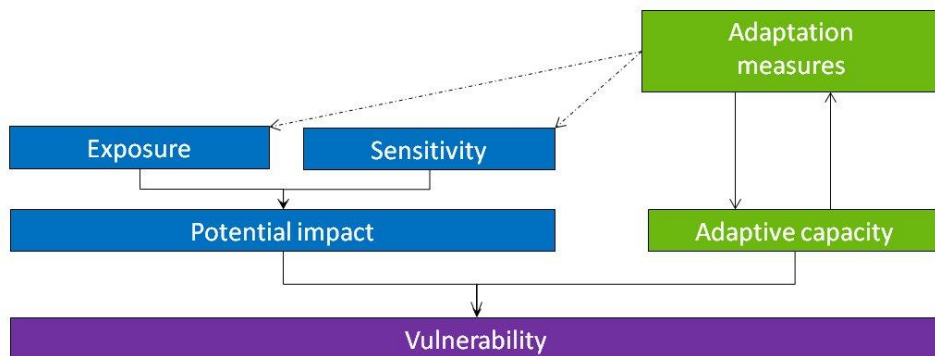 Adaptation
measures
Exposure
Sensitivity
Potential impact
Adaptive capacity
Vulnerability